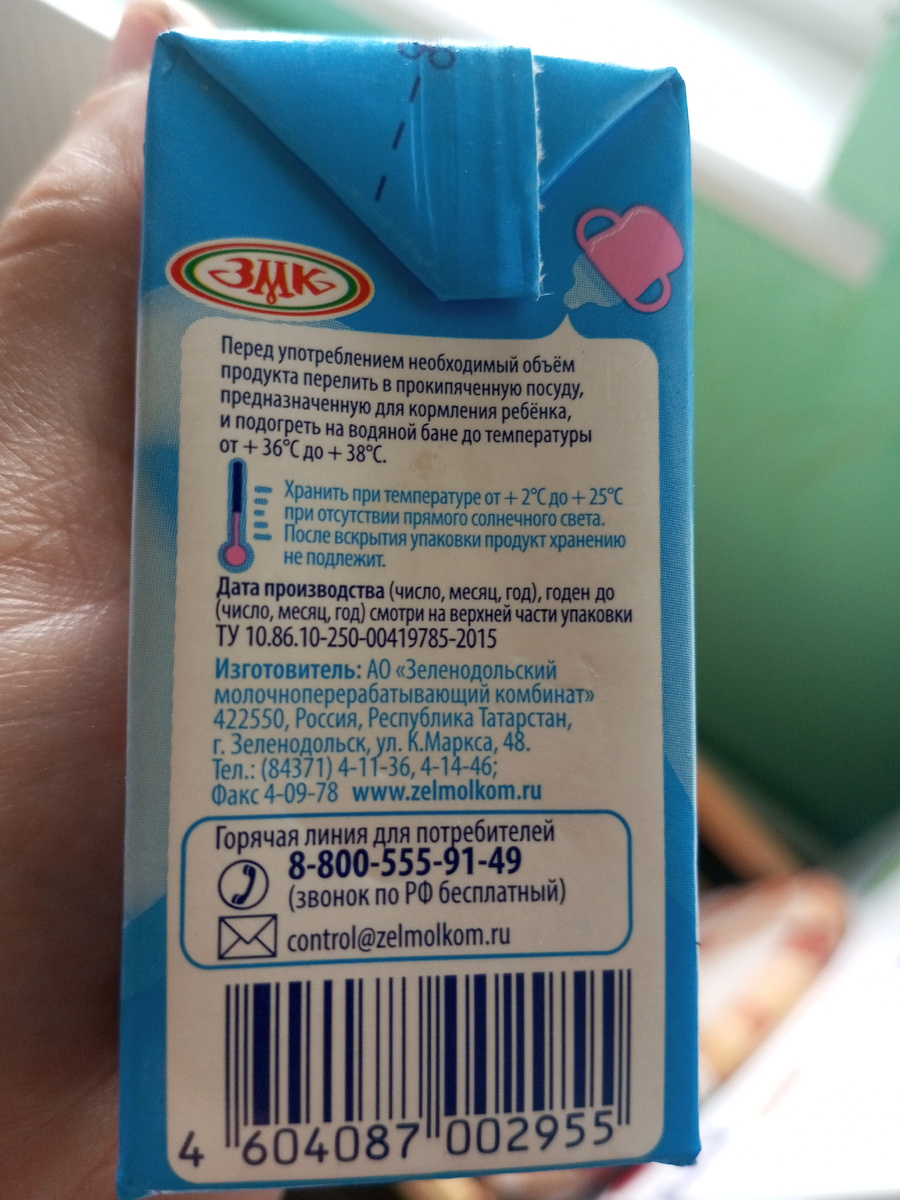 ЗМК
Перед употреблением необходимый объём
продукта перелить в прокипяченную посуду,
предназначенную для кормления ребёнка,
и подогреть на водяной бане до температуры
от + 36°C до + 38°C.
Хранить при температуре от + 2°C до + 25°C
при отсутствии прямого солнечного света.
После вскрытия упаковки продукт хранению
не подлежит.
Дата производства (число, месяц, год), годен до
(число, месяц, год) смотри на верхней части упаковки
ТУ 10.86.10-250-00419785-2015
Изготовитель: АО «Зеленодольский
молочноперерабатывающий комбинат»
422550, Россия, Республика Татарстан,
г. Зеленодольск, ул. К.Маркса, 48.
Тел.: (84371) 4-11-36, 4-14-46;
Факс 4-09-78 www.zelmolkom.ru
Горячая линия для потребителей
8-800-555-91-49
(звонок по РФ бесплатный)
control@zelmolkom.ru
4 604087 002955